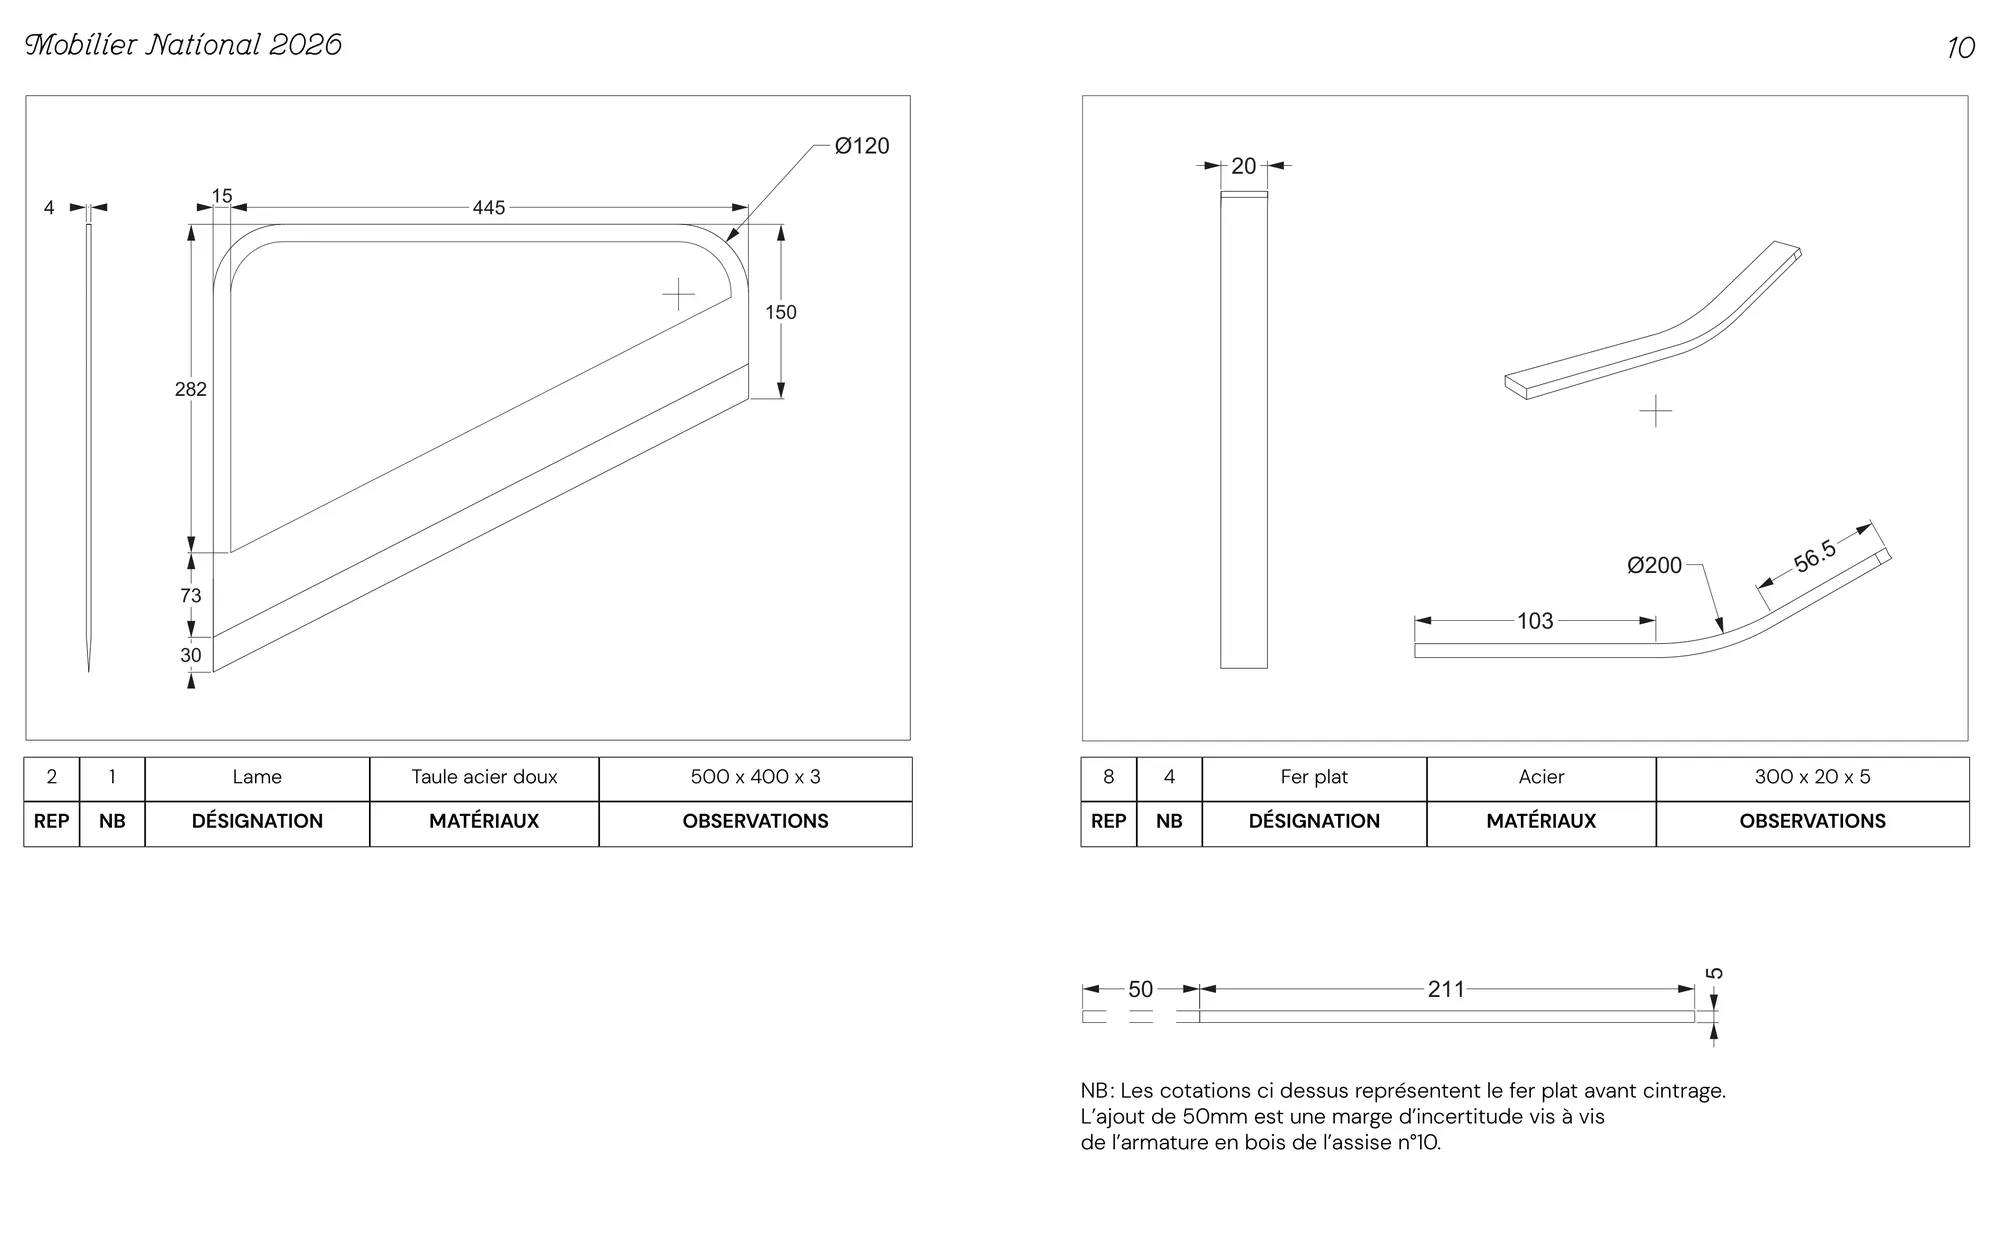 Mobilier National 2026
10
Ø120
15
4
445
150
282
73
30
2 1 Lame Taule acier doux 500 x 400 x 3
REP NB DÉSIGNATION MATÉRIAUX OBSERVATIONS
20
Ø200
56.5
103
8 4 Fer plat Acier 300 x 20 x 5
REP NB DÉSIGNATION MATÉRIAUX OBSERVATIONS
5
50
211
NB: Les cotations ci dessus représentent le fer plat avant cintrage.
L'ajout de 50mm est une marge d'incertitude vis à vis
de l'armature en bois de l'assise n°10.